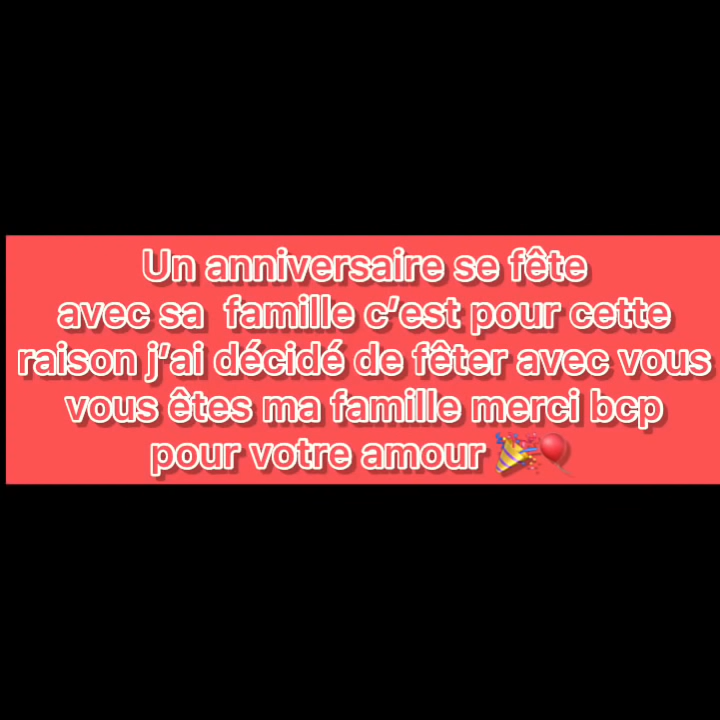 Un anniversaire se fête
avec sa  famille c’est pour cette
raison j’ai décidé de fêter avec vous
vous êtes ma famille merci bcp
pour votre amour 🎉🎈